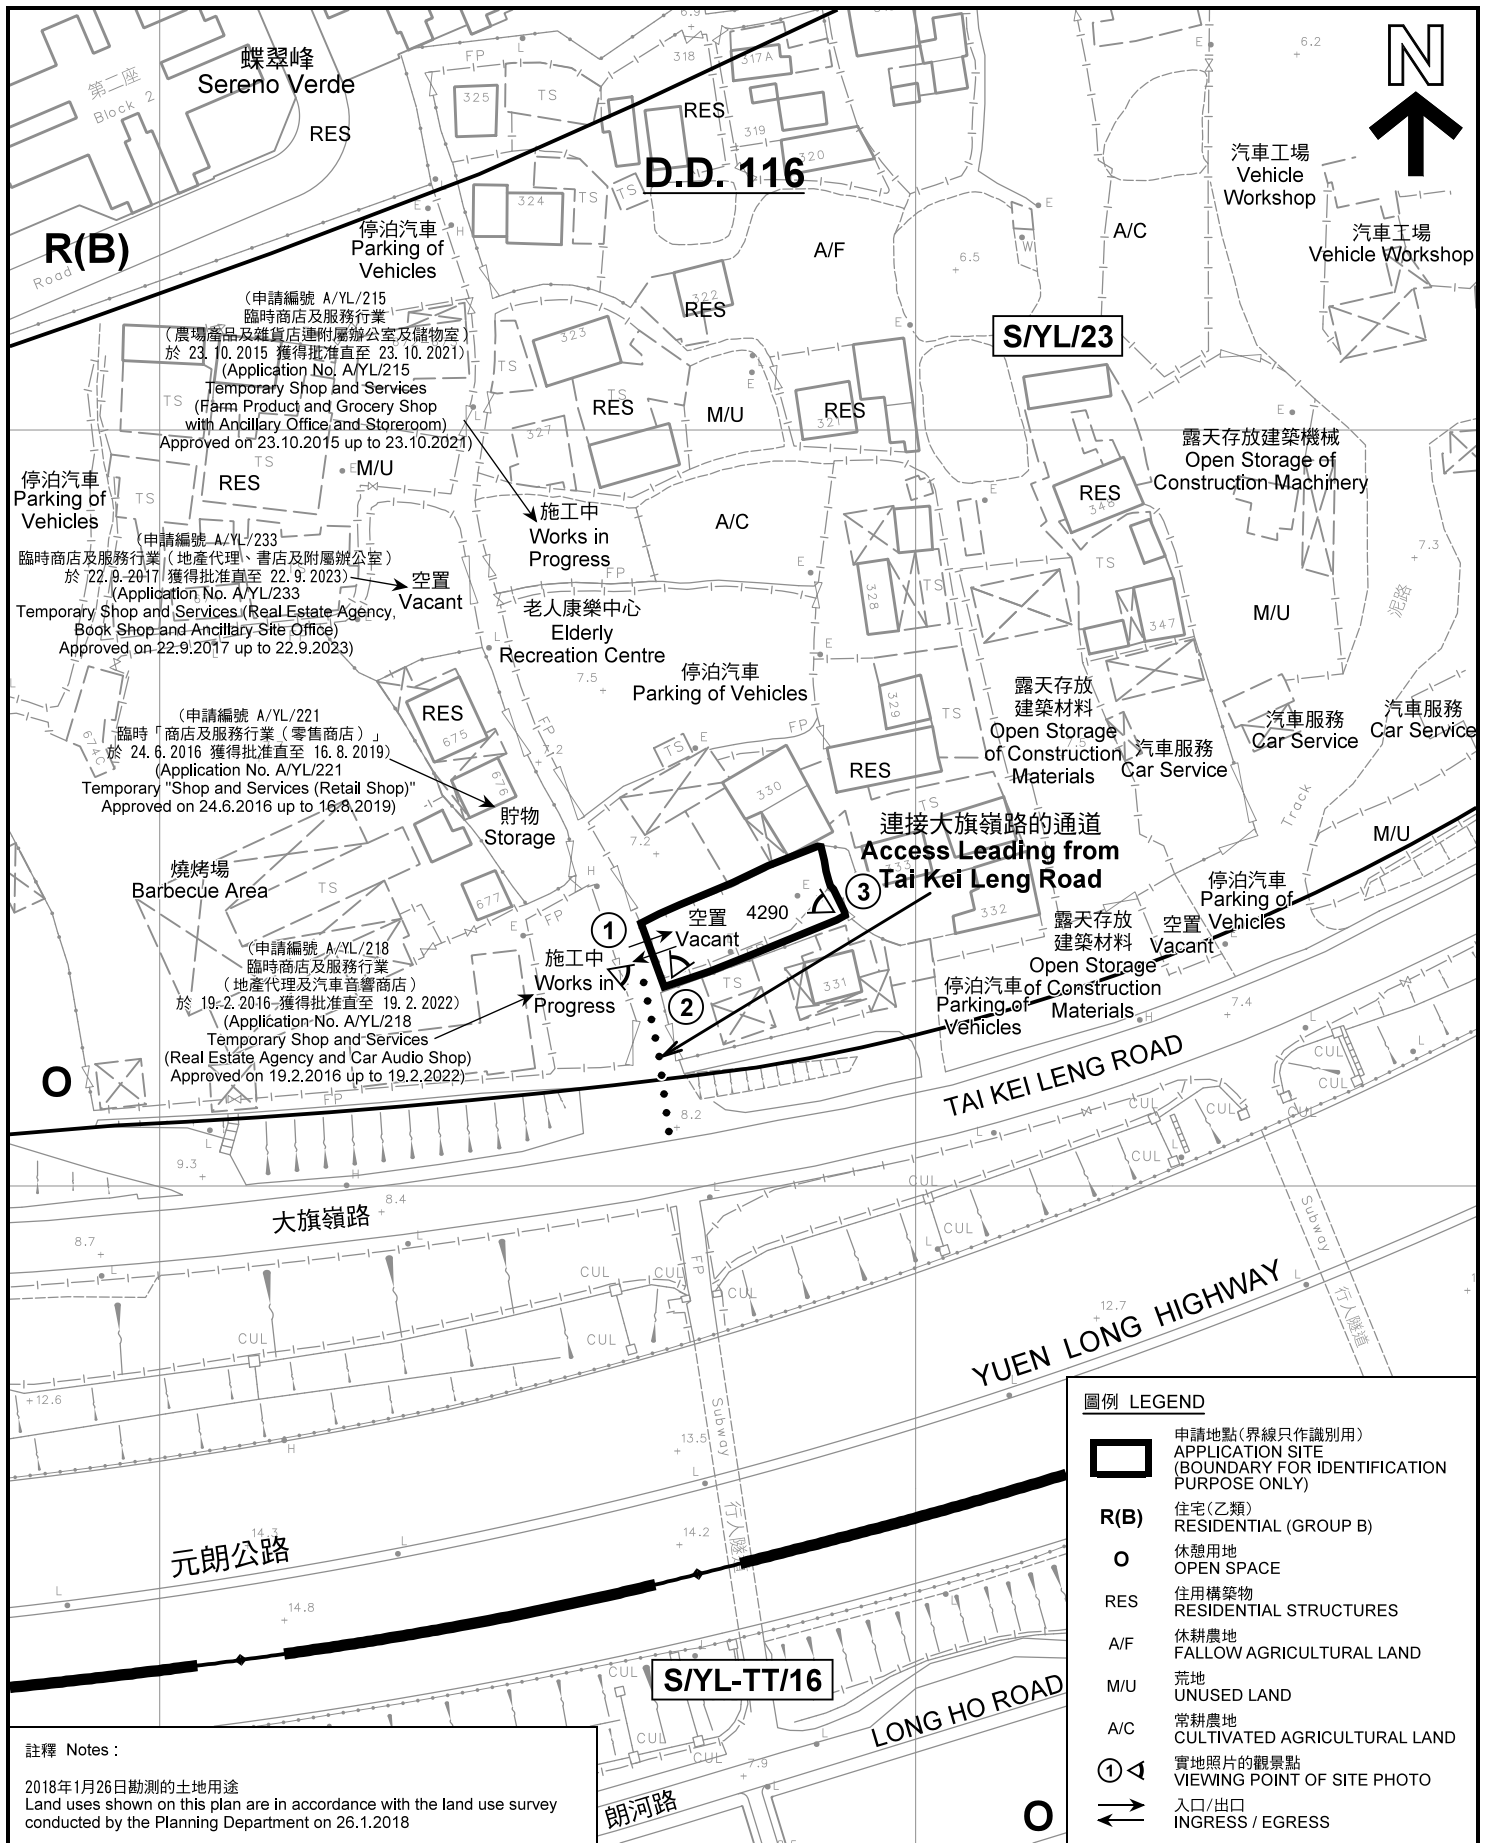 蝶翠峰
Sereno Verde
第二座
Block 2
RES
R(B)
Road
325
FP
TS
324
TS
TS
318
317A
RES
319
320
D.D. 116
停泊汽車
Parking of
Vehicles
A/F
6.5
A/C
6.2
N
汽車工場
Vehicle
Workshop
汽車工場
Vehicle Workshop
S/YL/23
322
RES
323
TS
RES
M/U
321
RES
327
(申請編號 A/YL/215
臨時商店及服務行業
(農場產品及雜貨店連附屬辦公室及儲物室)
於 23.10.2015 獲得批准直至 23.10.2021)
(Application No. A/YL/215
Temporary Shop and Services
(Farm Product and Grocery Shop
with Ancillary Office and Storeroom)
Approved on 23.10.2015 up to 23.10.2021)
TS
TS
TS
RES
M/U
停泊汽車
Parking of
Vehicles
施工中
Works in
Progress
A/C
RES
348
露天存放建築機械
Open Storage of
Construction Machinery
7.3
泥路
M/U
(申請編號 A/YL/233
臨時商店及服務行業(地產代理、書店及附屬辦公室)
於 22.9.2017 獲得批准直至 22.9.2023)
(Application No. A/YL/233
Temporary Shop and Services (Real Estate Agency,
Book Shop and Ancillary Site Office)
Approved on 22.9.2017 up to 22.9.2023)
空置
Vacant
FP
老人康樂中心
Elderly
Recreation Centre
7.5
停泊汽車
Parking of Vehicles
328
TS
TS
347
329
TS
露天存放
建築材料
Open Storage
of Construction
Materials
7.5
汽車服務
Car Service
汽車服務
Car Service
汽車服務
Car Service
674C
RES
675
676
FP
7.2
(申請編號 A/YL/221
臨時「商店及服務行業(零售商店)」
於 24.6.2016 獲得批准直至 16.8.2019)
(Application No. A/YL/221
Temporary "Shop and Services (Retail Shop)"
Approved on 24.6.2016 up to 16.8.2019)
貯物
Storage
TS
FP
330
RES
TS
7.2
Track
M/U
燒烤場
Barbecue Area
TS
677
FP
連接大旗嶺路的通道
Access Leading from
Tai Kei Leng Road
333
332
1
空置
Vacant
4290
3
2
施工中
Works in
Progress
TS
331
露天存放
建築材料
Open Storage
of Construction
Materials
空置
Vacant
停泊汽車
Parking of
Vehicles
停泊汽車
Parking of
Vehicles
7.4
(申請編號 A/YL/218
臨時商店及服務行業
(地產代理及汽車音響商店)
於 19.2.2016 獲得批准直至 19.2.2022)
(Application No. A/YL/218
Temporary Shop and Services
(Real Estate Agency and Car Audio Shop)
Approved on 19.2.2016 up to 19.2.2022)
O
FP
8.2
TAI KEI LENG ROAD
CUL
CUL
CUL
CUL
CUL
CUL
9.3
8.4
大旗嶺路
8.7
FP
CUL
CUL
Subway
行人隧道
CUL
CUL
CUL
CUL
CUL
12.7
YUEN LONG HIGHWAY
12.6
13.5
Subway
行人隧道
14.3
14.2
元朗公路
14.8
S/YL-TT/16
CUL
CUL
CUL
LONG HO ROAD
7.9
朗河路
O
註釋 Notes :
2018年1月26日勘測的土地用途
Land uses shown on this plan are in accordance with the land use survey
conducted by the Planning Department on 26.1.2018
圖例 LEGEND
申請地點(界線只作識別用)
APPLICATION SITE
(BOUNDARY FOR IDENTIFICATION
PURPOSE ONLY)
R(B) 住宅(乙類)
RESIDENTIAL (GROUP B)
O 休憩用地
OPEN SPACE
RES 住用構築物
RESIDENTIAL STRUCTURES
A/F 休耕農地
FALLOW AGRICULTURAL LAND
M/U 荒地
UNUSED LAND
A/C 常耕農地
CULTIVATED AGRICULTURAL LAND
1 實地照片的觀景點
VIEWING POINT OF SITE PHOTO
入口/出口
INGRESS / EGRESS